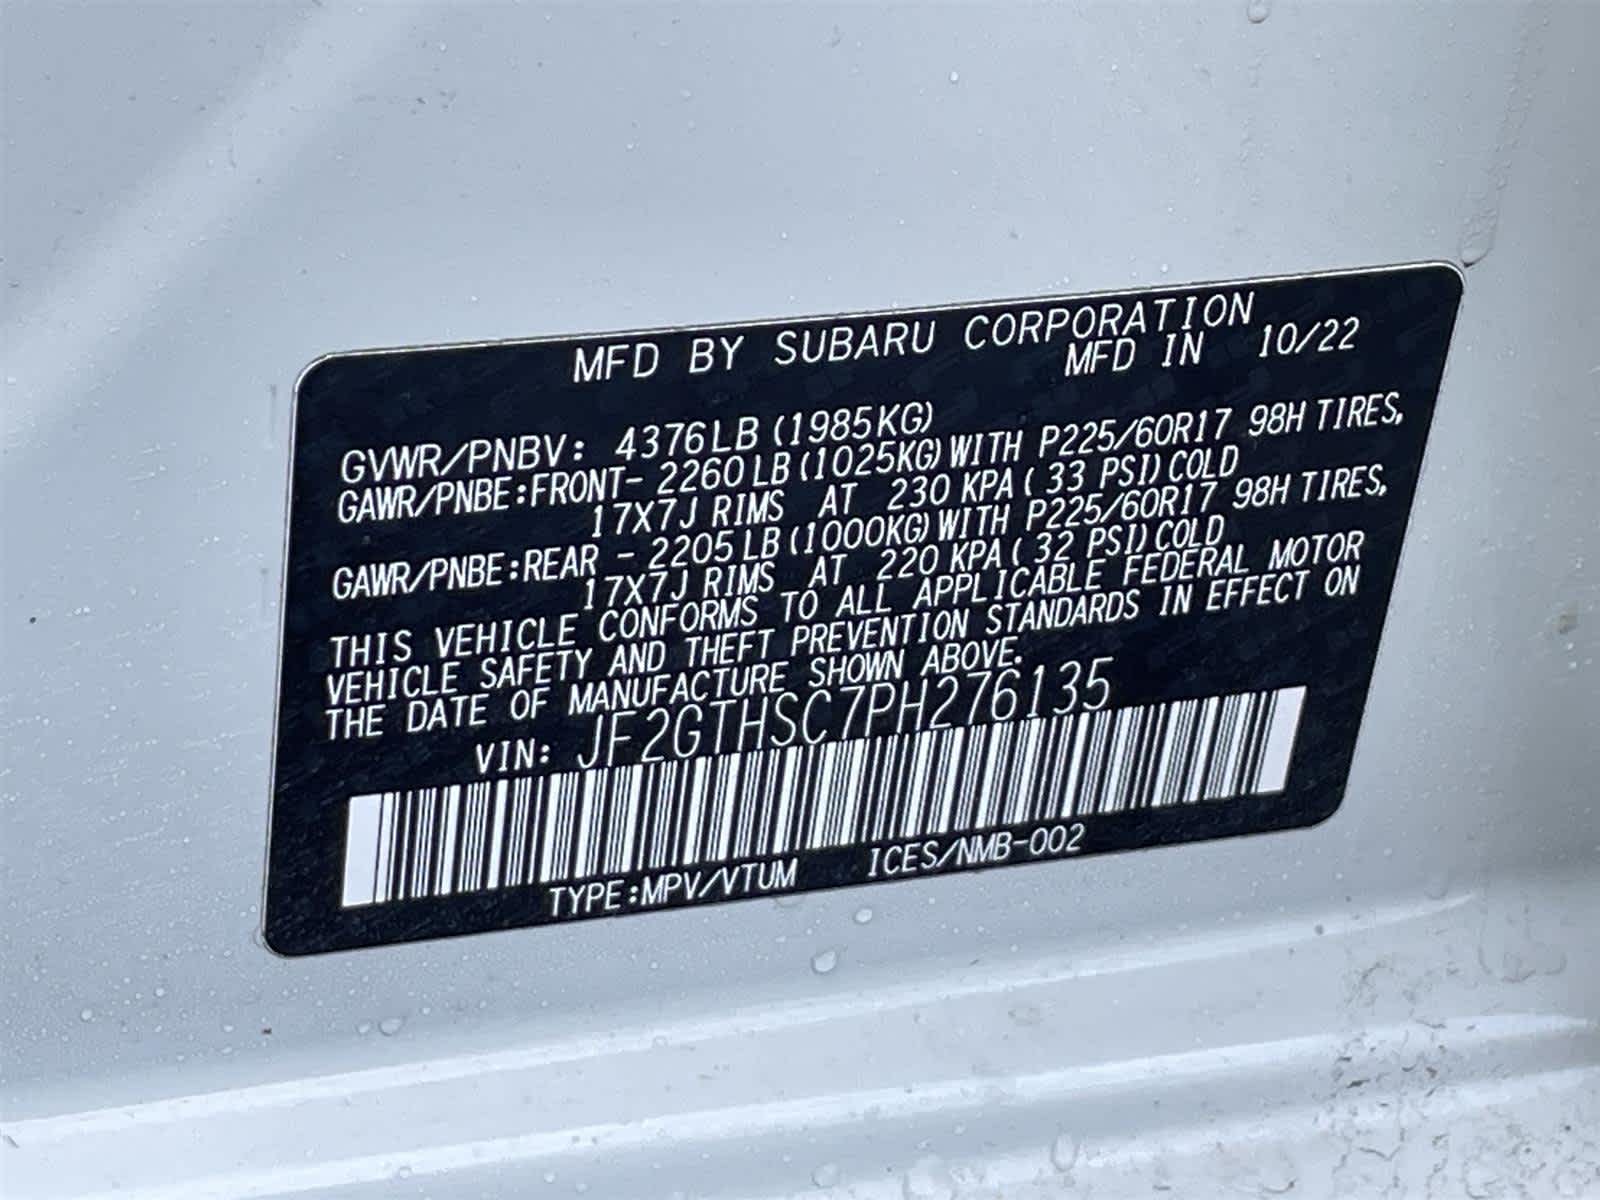 MFD BY SUBARU CORPORATION
MFD IN 10/22
GVWR/PNBV: 4376LB (1985KG)
GAWR/PNBE:FRONT- 2260LB (1025KG) WITH P225/60R17 98H TIRES,
17X7J RIMS AT 230 KPA ( 33 PSI) COLD
GAWR/PNBE:REAR - 2205LB (1000KG) WITH P225/60R17 98H TIRES,
17X7J RIMS AT 220 KPA ( 32 PSI) COLD
THIS VEHICLE CONFORMS TO ALL APPLICABLE FEDERAL MOTOR
VEHICLE SAFETY AND THEFT PREVENTION STANDARDS IN EFFECT ON
THE DATE OF MANUFACTURE SHOWN ABOVE.
VIN: JF2GTHSC7PH276135
TYPE:MPV/VTUM ICES/NMB-002